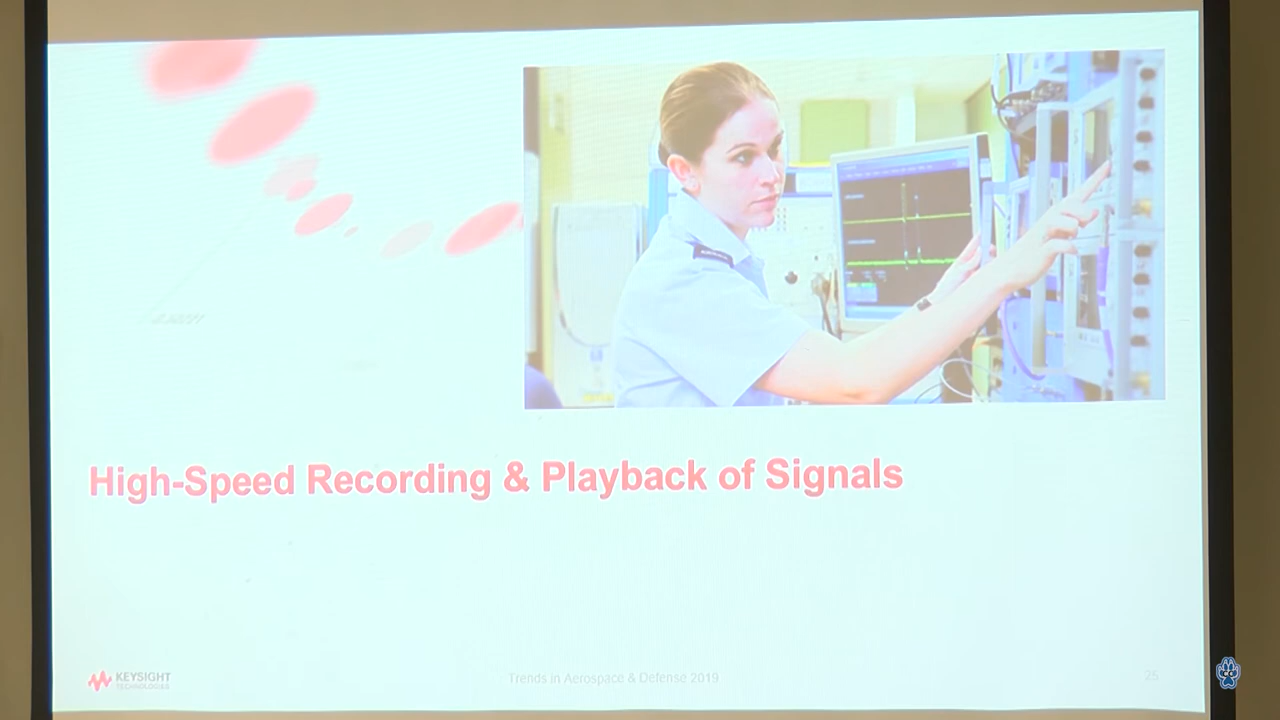 High-Speed Recording & Playback of Signals
KEYSIGHT
TECHNOLOGIES
Trends in Aerospace & Defense 2019
25